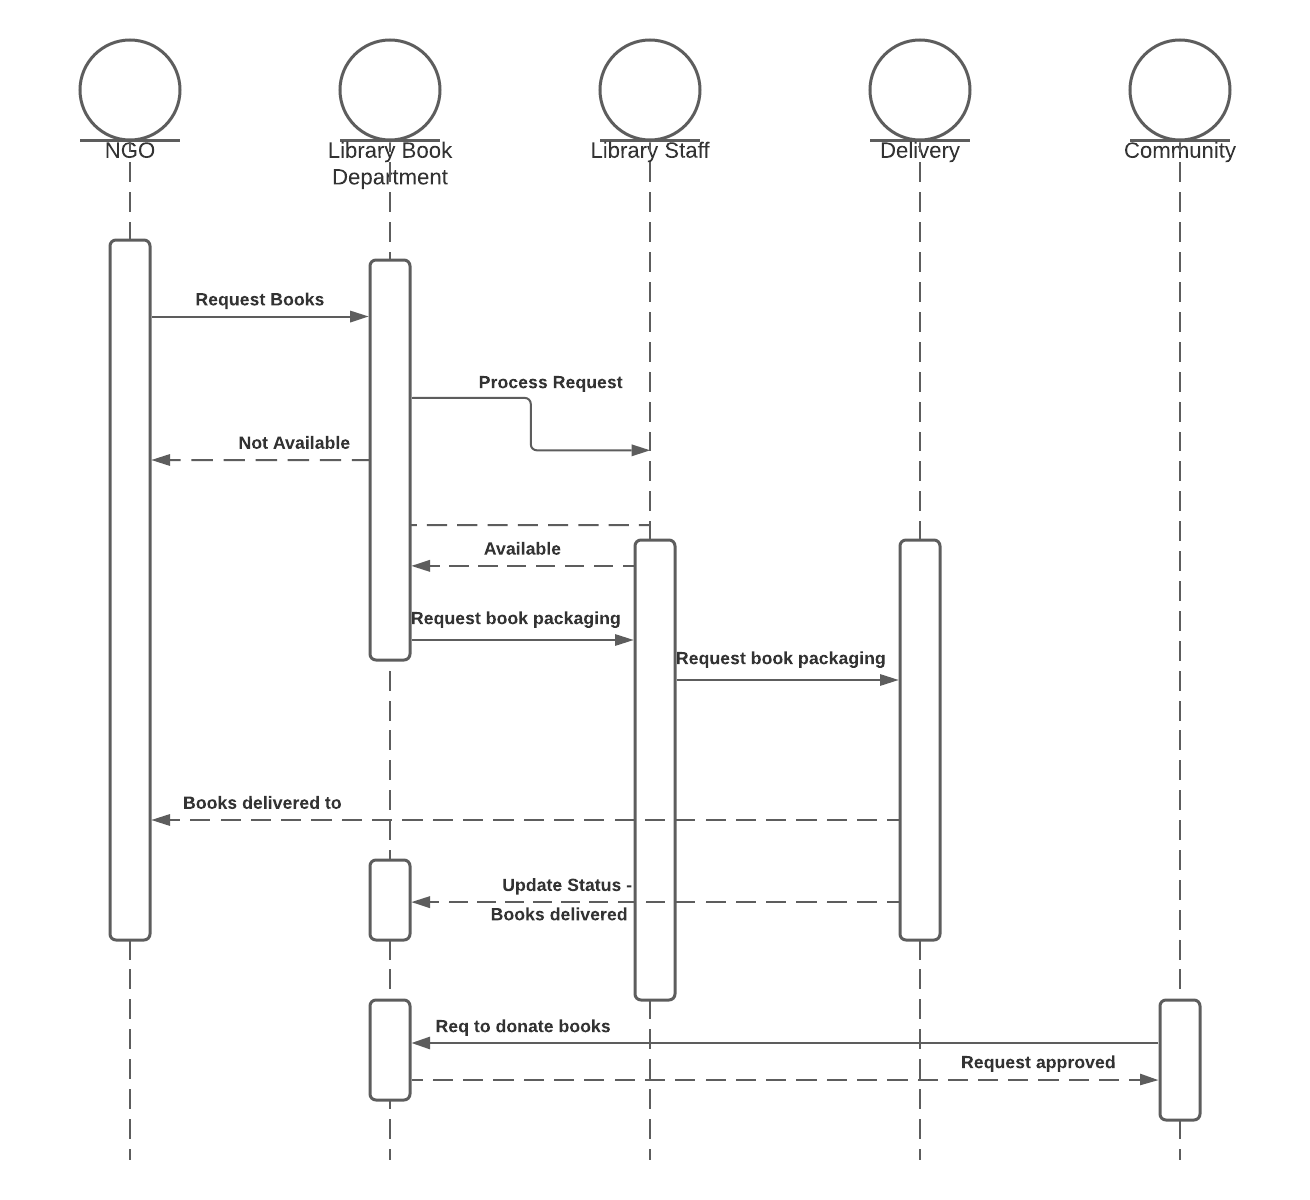 NGO
Library Book
Department
Library Staff
Delivery
Community
Request Books
Process Request
Not Available
Available
Request book packaging
Request book packaging
Books delivered to
Update Status -
Books delivered
Req to donate books
Request approved